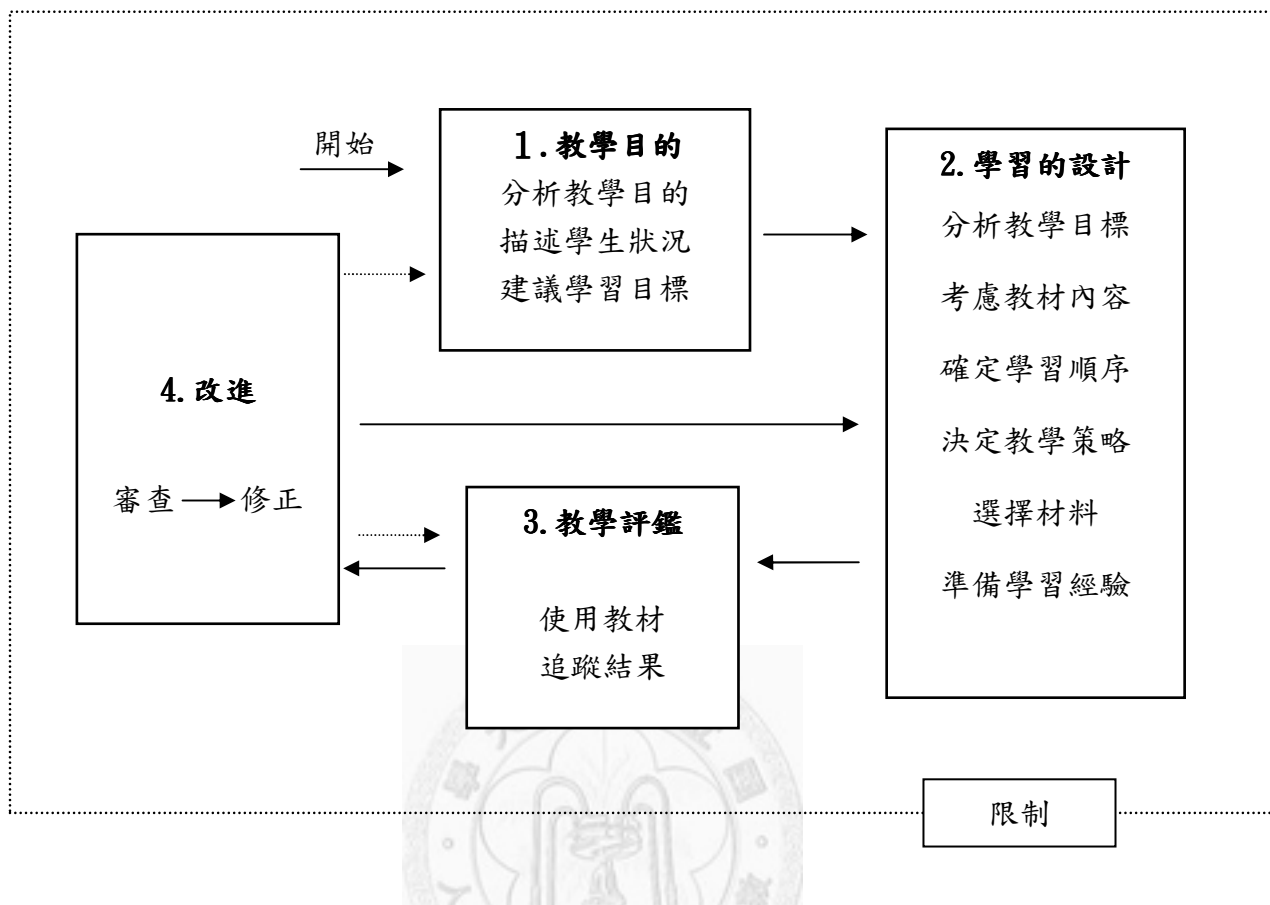 開始
1.教學目的
分析教學目的
描述學生狀況
建議學習目標
2.學習的設計
分析教學目標
考慮教材內容
確定學習順序
決定教學策略
選擇材料
準備學習經驗
3.教學評鑑
使用教材
追蹤結果
4.改進
審查 → 修正
限制